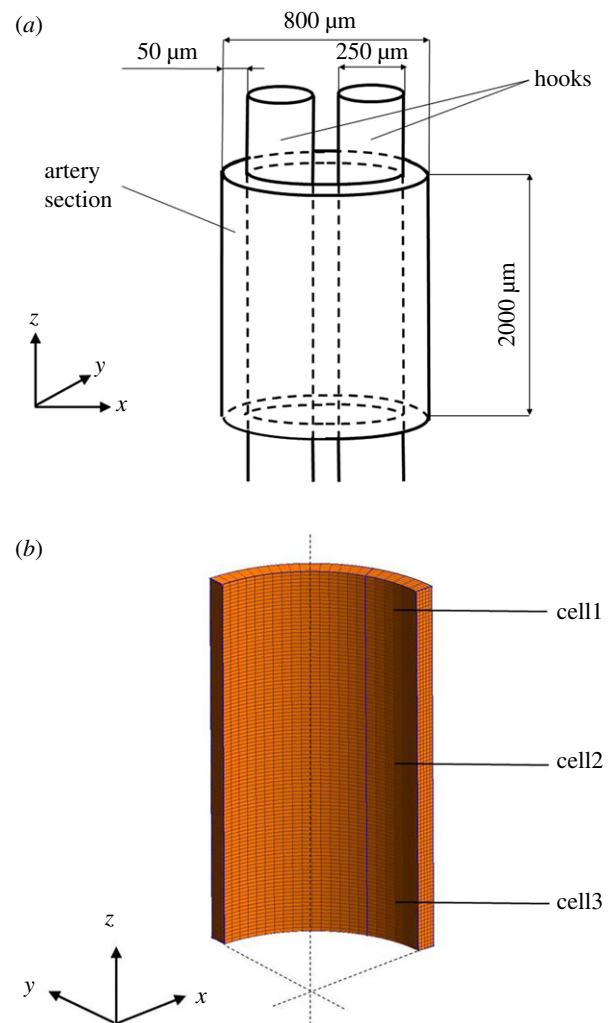 (a)
800 μm
50 μm
250 μm
hooks
artery
section
2000 μm
z
y
x
(b)
cell1
cell2
cell3
z
y
x